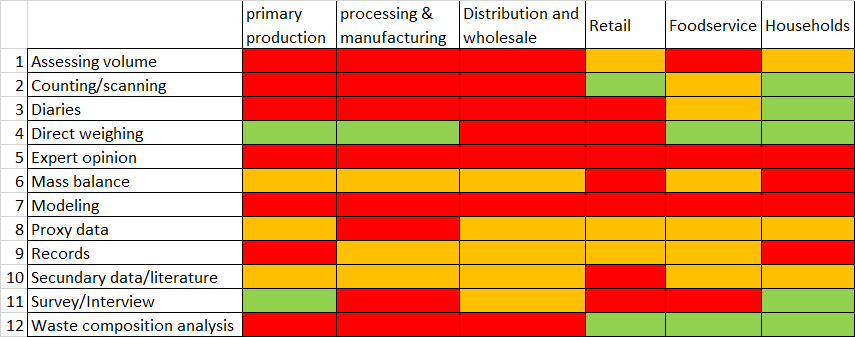 primary production
processing & manufacturing
Distribution and wholesale
Retail
Foodservice
Households
1 Assessing volume
2 Counting/scanning
3 Diaries
4 Direct weighing
5 Expert opinion
6 Mass balance
7 Modeling
8 Proxy data
9 Records
10 Secundary data/literature
11 Survey/Interview
12 Waste composition analysis